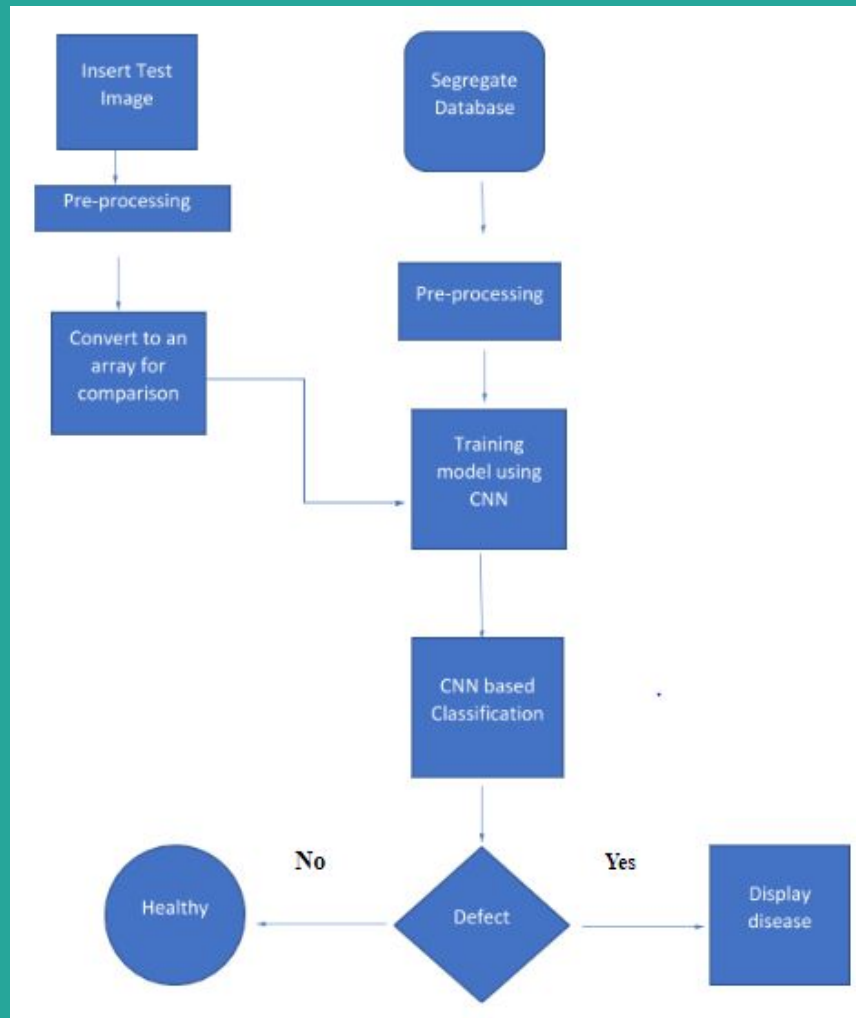 Insert Test
Image
Segregate
Database
Pre-processing
Pre-processing
Convert to an
array for
comparison
Training
model using
CNN
CNN based
Classification
No
Yes
Healthy
Defect
Display
disease